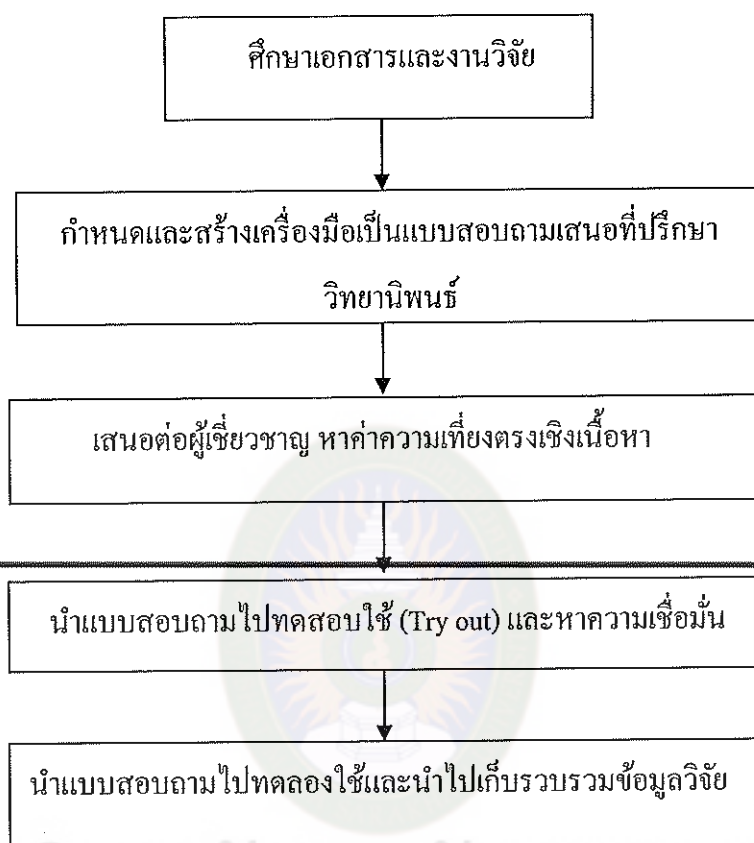 ศึกษาเอกสารและงานวิจัย
กำหนดและสร้างเครื่องมือเป็นแบบสอบถามเสนอที่ปรึกษา
วิทยานิพนธ์
เสนอต่อผู้เชี่ยวชาญ หาค่าความเที่ยงตรงเชิงเนื้อหา
นำแบบสอบถามไปทดสอบใช้ (Try out) และหาความเชื่อมั่น
นำแบบสอบถามไปทดลองใช้และนำไปเก็บรวบรวมข้อมูลวิจัย